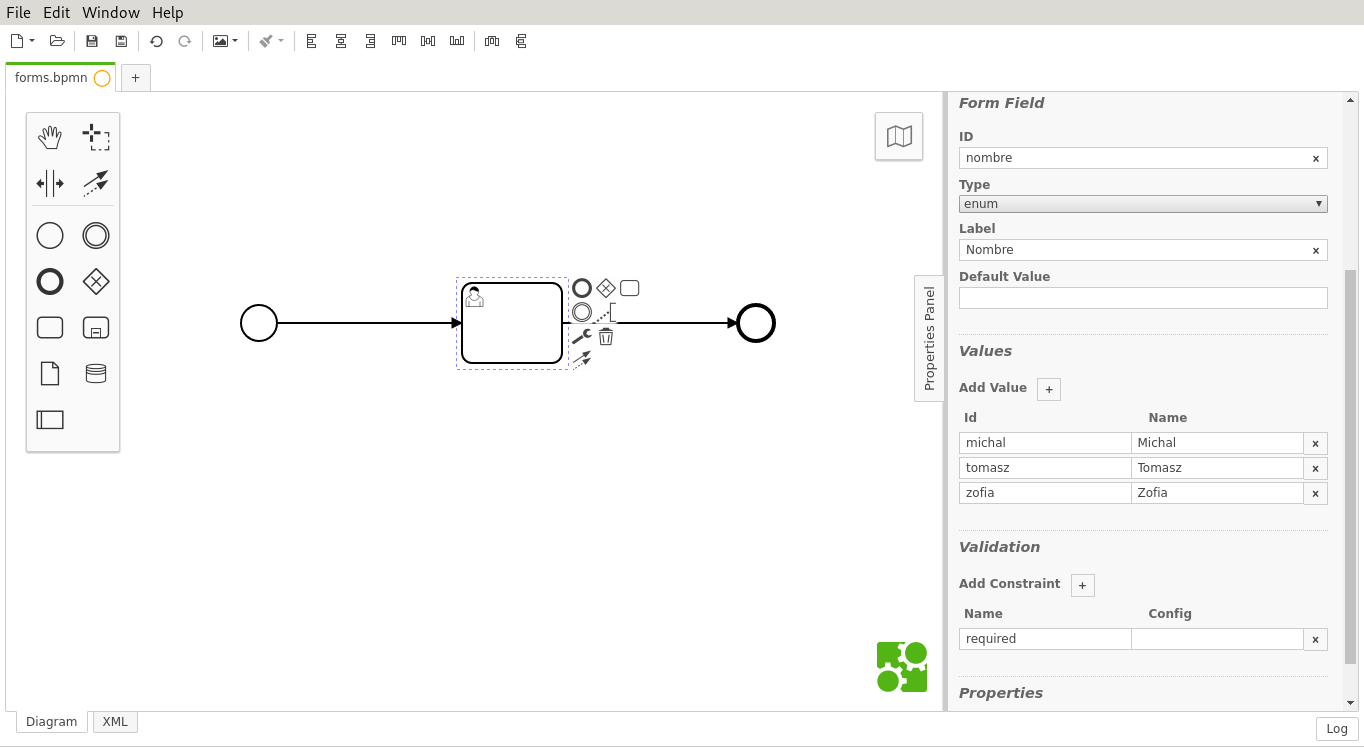 File Edit Window Help
forms.bpmn +
Form Field
ID
nombre ×
Type
enum
Label
Nombre ×
Default Value
Properties Panel
Values
Add Value +
Id Name
michal Michal ×
tomasz Tomasz ×
zofia Zofia ×
Validation
Add Constraint +
Name Config
required ×
Properties
Diagram XML
Log